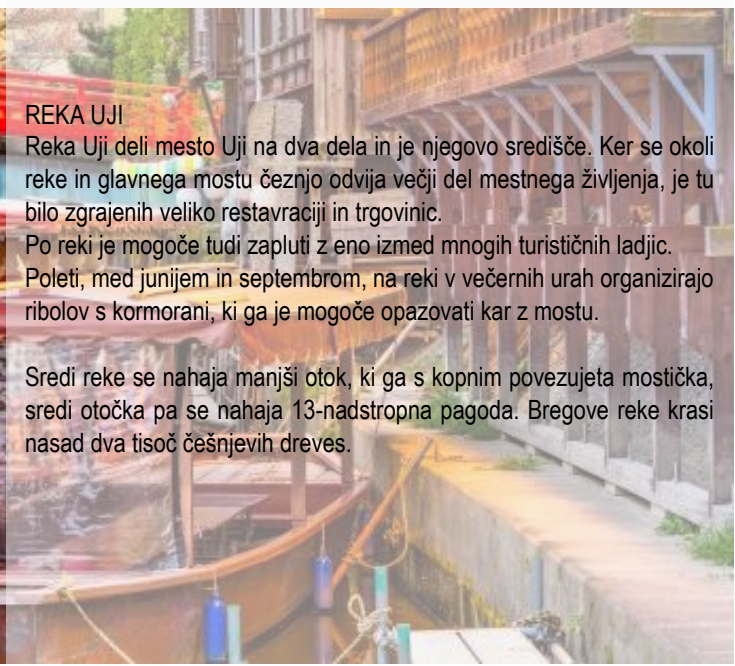 REKA UJI
Reka Uji deli mesto Uji na dva dela in je njegovo središče. Ker se okoli
reke in glavnega mostu čeznjo odvija večji del mestnega življenja, je tu
bilo zgrajenih veliko restavraciji in trgovinic.
Po reki je mogoče tudi zapluti z eno izmed mnogih turističnih ladjic.
Poleti, med junijem in septembrom, na reki v večernih urah organizirajo
ribolov s kormorani, ki ga je mogoče opazovati kar z mostu.
Sredi reke se nahaja manjši otok, ki ga s kopnim povezujeta mostička,
sredi otočka pa se nahaja 13-nadstropna pagoda. Bregove reke krasi
nasad dva tisoč češnjevih dreves.